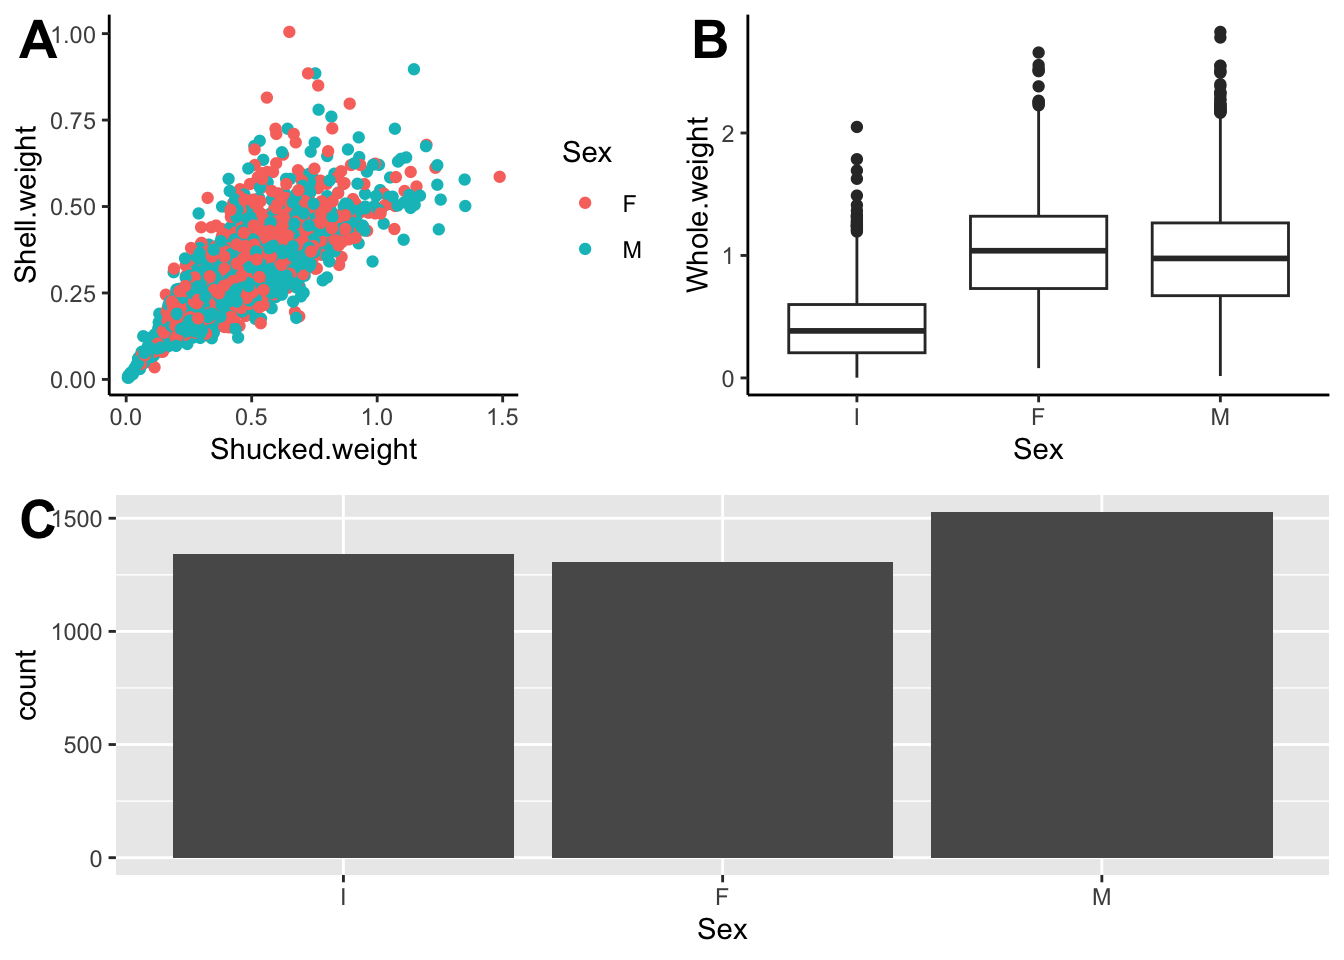 A
1.00
0.75
0.50
0.25
0.00
Shell.weight
0.0 0.5 1.0 1.5
Shucked.weight
Sex
F
M
B
2
1
0
Whole.weight
I F M
Sex
C
1500
1000
500
0
count
I F M
Sex